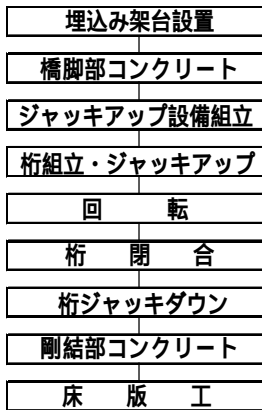 埋込み架台設置
橋脚部コンクリート
ジャッキアップ設備組立
桁組立・ジャッキアップ
回　　転
桁　閉　合
桁ジャッキダウン
剛結部コンクリート
床　版　工